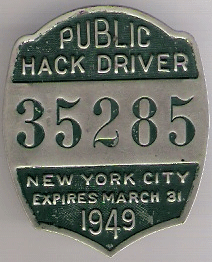 PUBLIC
HACK DRIVER
35285
NEW YORK CITY
EXPIRES MARCH 31
1949